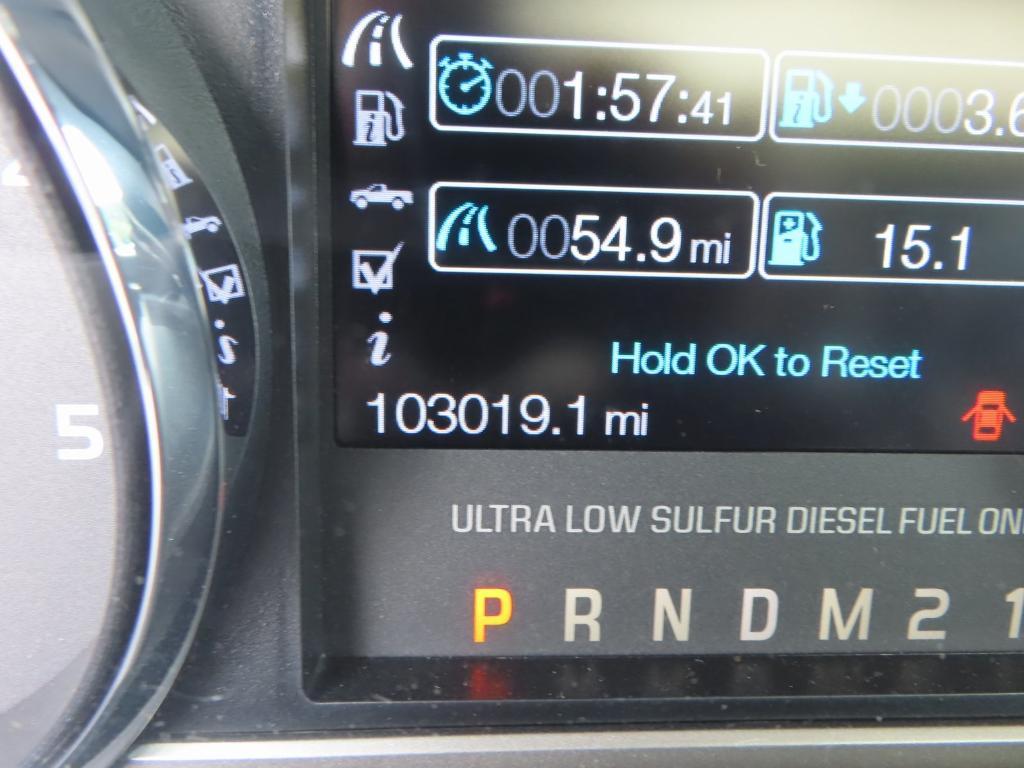 001:57:41
0003.6
0054.9 mi
15.1
Hold OK to Reset
103019.1 mi
5
ULTRA LOW SULFUR DIESEL FUEL ON
P R N D M 2 1